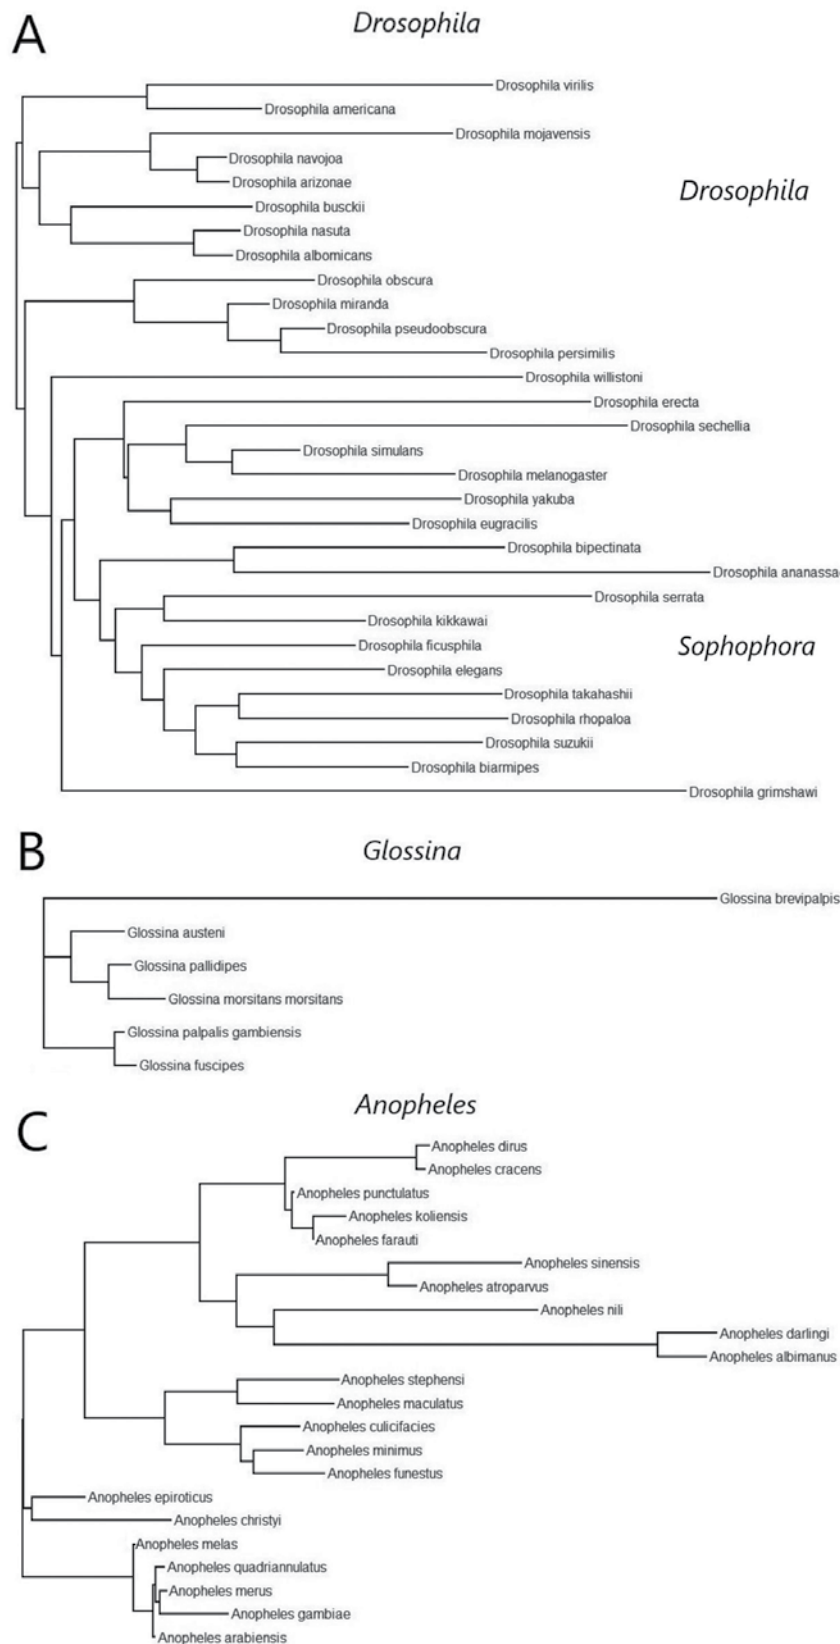 A
Drosophila
Drosophila virilis
Drosophila americana
Drosophila mojavensis
Drosophila navojoa
Drosophila arizonae
Drosophila
Drosophila busckii
Drosophila nasuta
Drosophila albomicans
Drosophila obscura
Drosophila miranda
Drosophila pseudoobscura
Drosophila persimilis
Drosophila willistoni
Drosophila erecta
Drosophila sechellia
Drosophila simulans
Drosophila melanogaster
Drosophila yakuba
Drosophila eugracilis
Drosophila bipectinata
Drosophila ananassa
Drosophila serrata
Drosophila kikkawai
Drosophila ficusphila
Sophophora
Drosophila elegans
Drosophila takahashii
Drosophila rhopaloa
Drosophila suzukii
Drosophila biarmipes
Drosophila grimshawi
B
Glossina
Glossina brevipalpis
Glossina austeni
Glossina pallidipes
Glossina morsitans morsitans
Glossina palpalis gambiensis
Glossina fuscipes
C
Anopheles
Anopheles dirus
Anopheles cracens
Anopheles punctulatus
Anopheles koliensis
Anopheles farauti
Anopheles sinensis
Anopheles atroparvus
Anopheles nili
Anopheles darlingi
Anopheles albimanus
Anopheles stephensi
Anopheles maculatus
Anopheles culicifacies
Anopheles minimus
Anopheles funestus
Anopheles epiroticus
Anopheles christyi
Anopheles melas
Anopheles quadriannulatus
Anopheles merus
Anopheles gambiae
Anopheles arabiensis